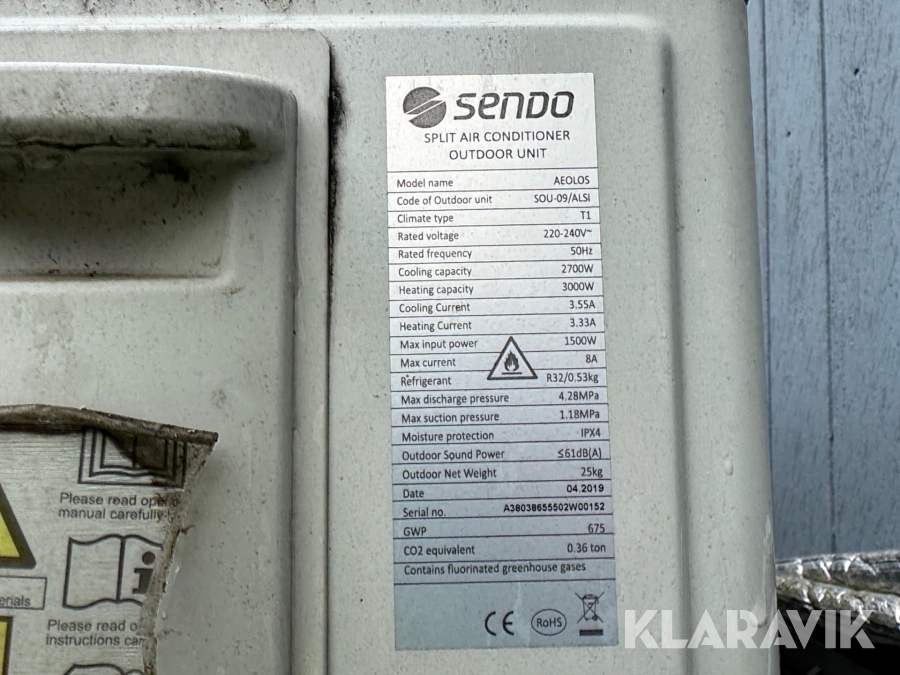 SENDO
SPLIT AIR CONDITIONER
OUTDOOR UNIT
Model name AEOLOS
Code of Outdoor unit SOU-09/ALSI
Climate type T1
Rated voltage 220-240V~
Rated frequency 50Hz
Cooling capacity 2700W
Heating capacity 3000W
Cooling Current 3.55A
Heating Current 3.33A
Max input power 1500W
Max current 8A
Refrigerant R32/0.53kg
Max discharge pressure 4.28MPa
Max suction pressure 1.18MPa
Moisture protection IPX4
Outdoor Sound Power ≤61dB(A)
Outdoor Net Weight 25kg
Date 04.2019
Serial no. A38038655502W00152
GWP 675
CO2 equivalent 0.36 ton
Contains fluorinated greenhouse gases
CE RoHS
Please read
manual carefully
Please read
instructions
KLARAVIK